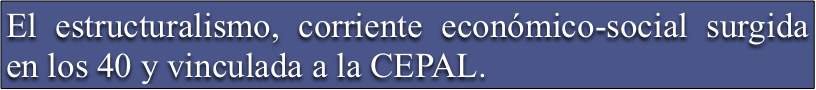 El estructuralismo, corriente económico-social surgida
en los 40 y vinculada a la CEPAL.